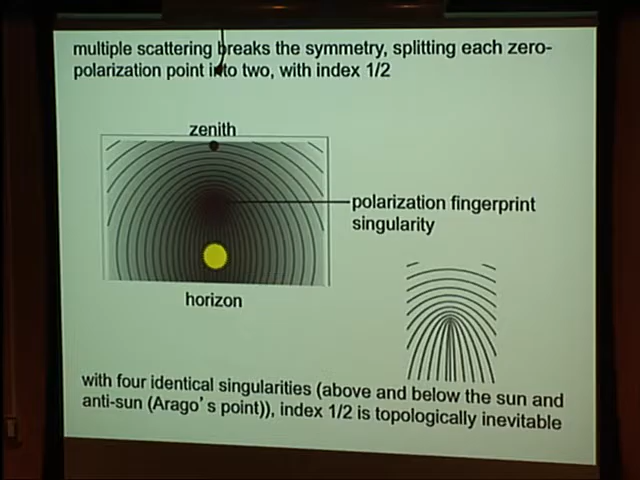 multiple scattering breaks the symmetry, splitting each zero-
polarization point into two, with index 1/2
zenith
polarization fingerprint
singularity
horizon
with four identical singularities (above and below the sun and
anti-sun (Arago's point)), index 1/2 is topologically inevitable